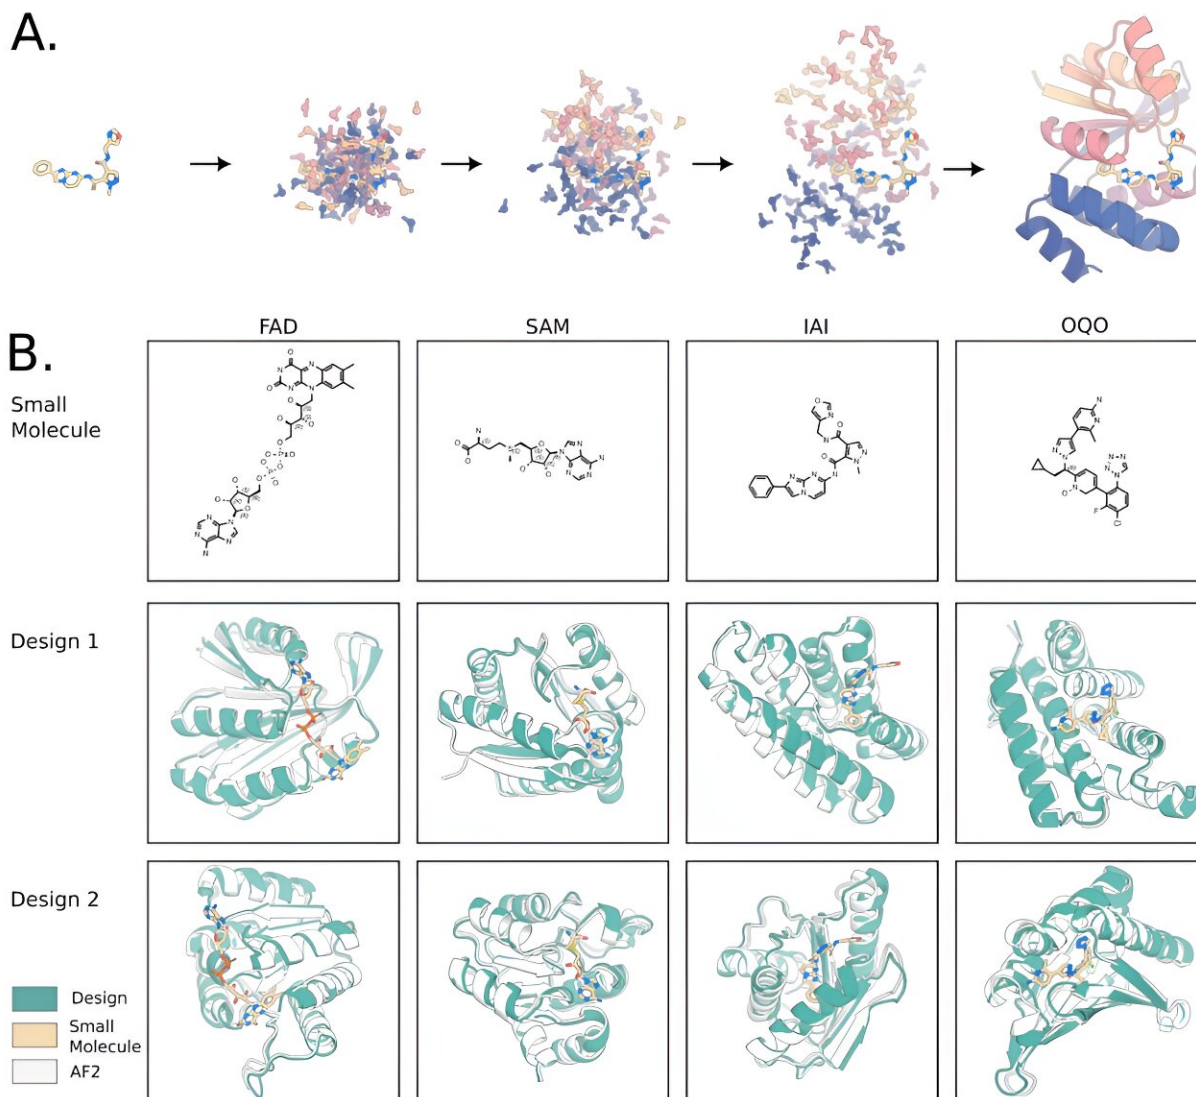 A.
B.
FAD
SAM
IAI
OQO
Small
Molecule
Design 1
Design 2
Design
Small
Molecule
AF2